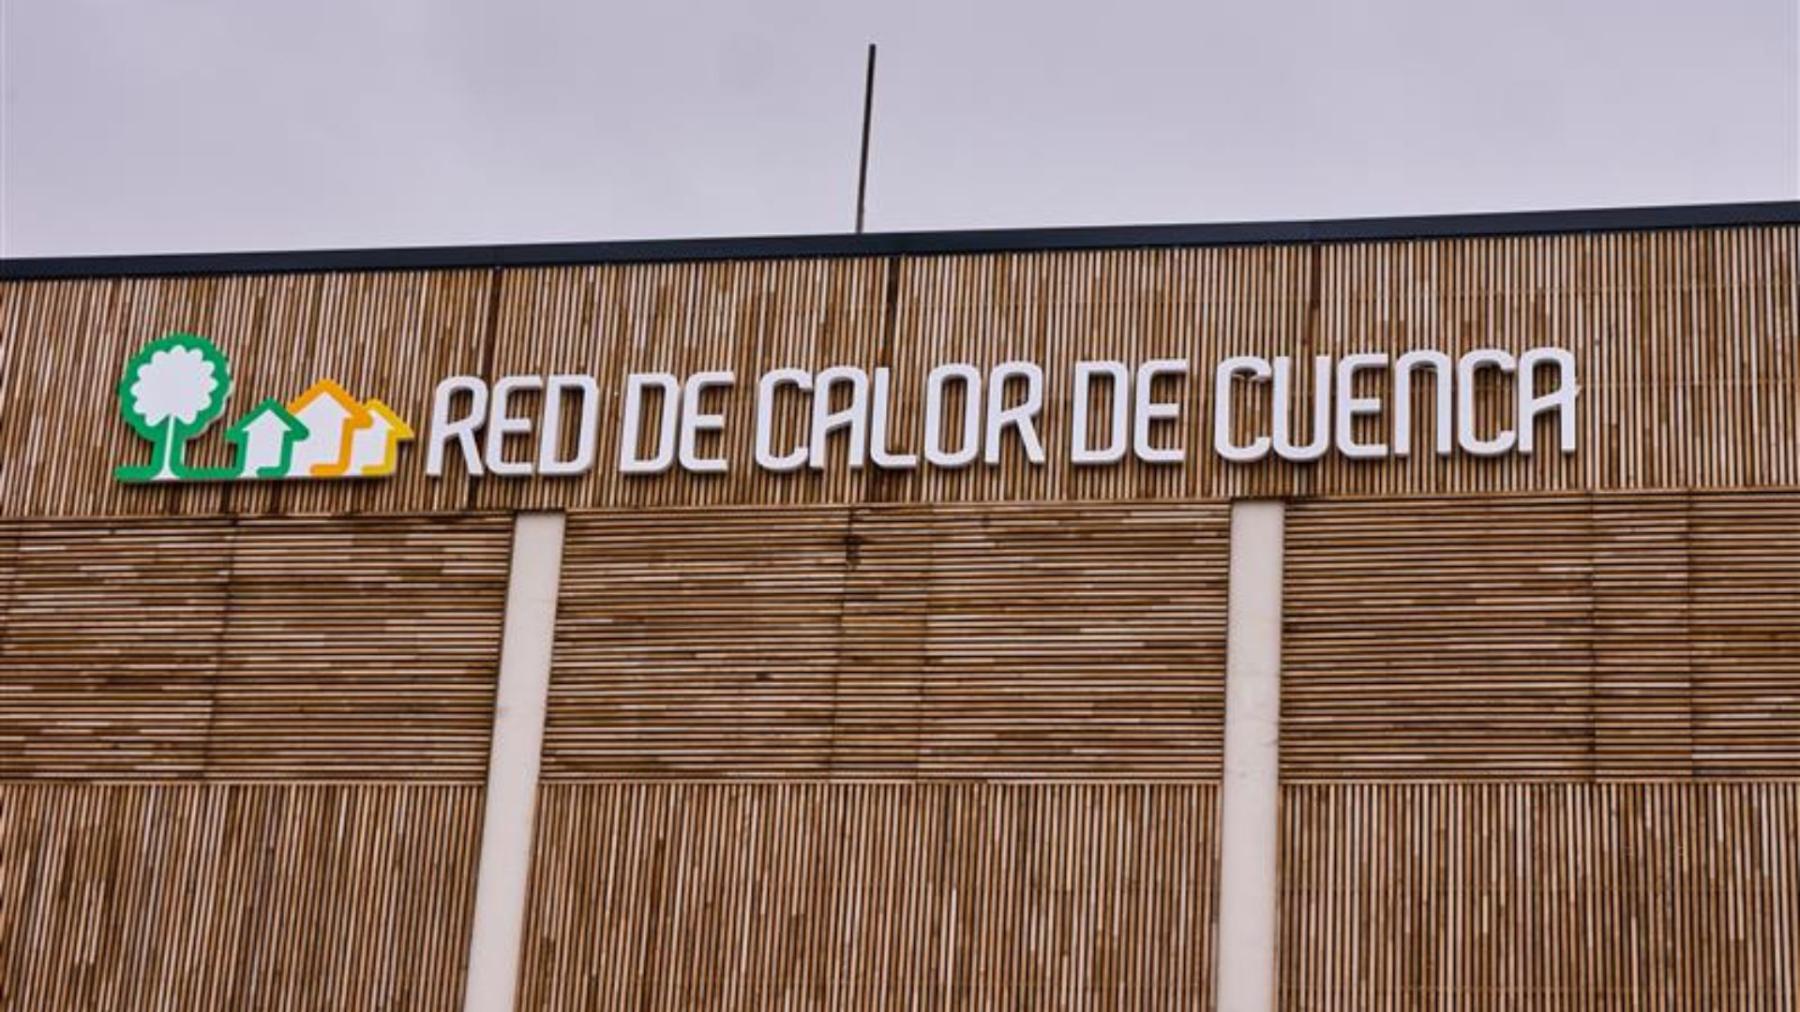 RED DE CALOR DE CUENCA